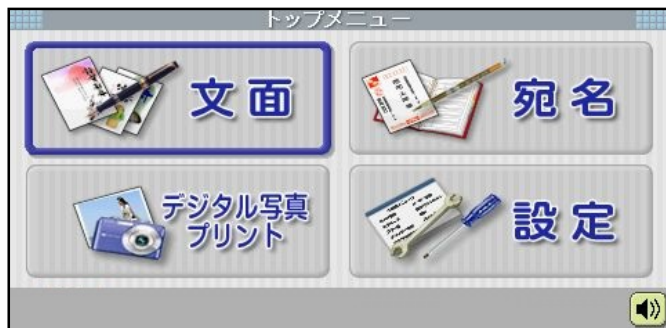 トップメニュー
文面
宛名
デジタル写真
プリント
設定